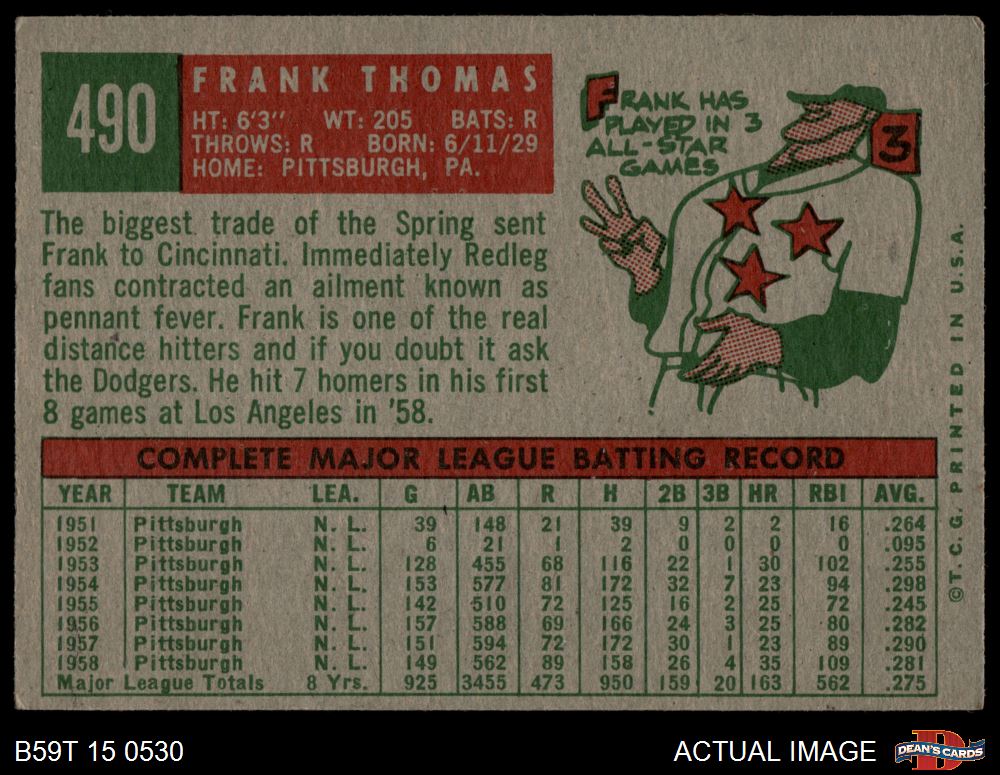 490
FRANK THOMAS
HT: 6'3" WT: 205 BATS: R
THROWS: R BORN: 6/11/29
HOME: PITTSBURGH, PA.
FRANK HAS
PLAYED IN 3
ALL-STAR
GAMES
3
The biggest trade of the Spring sent
Frank to Cincinnati. Immediately Redleg
fans contracted an ailment known as
pennant fever. Frank is one of the real
distance hitters and if you doubt it ask
the Dodgers. He hit 7 homers in his first
8 games at Los Angeles in '58.
COMPLETE MAJOR LEAGUE BATTING RECORD
YEAR TEAM LEA. G AB R H 2B 3B HR RBI AVG.
1951 Pittsburgh N. L. 39 148 21 39 9 2 2 16 .264
1952 Pittsburgh N. L. 6 21 1 2 0 0 0 0 .095
1953 Pittsburgh N. L. 128 455 68 116 22 1 30 102 .255
1954 Pittsburgh N. L. 153 577 81 172 32 7 23 94 .298
1955 Pittsburgh N. L. 142 510 72 125 16 2 25 72 .245
1956 Pittsburgh N. L. 157 588 69 166 24 3 25 80 .282
1957 Pittsburgh N. L. 151 594 72 172 30 1 23 89 .290
1958 Pittsburgh N. L. 149 562 89 158 26 4 35 109 .281
Major League Totals 8 Yrs. 925 3455 473 950 159 20 163 562 .275
©T. C. G. PRINTED IN U.S.A.
B59T 15 0530
ACTUAL IMAGE
DEAN'S CARDS